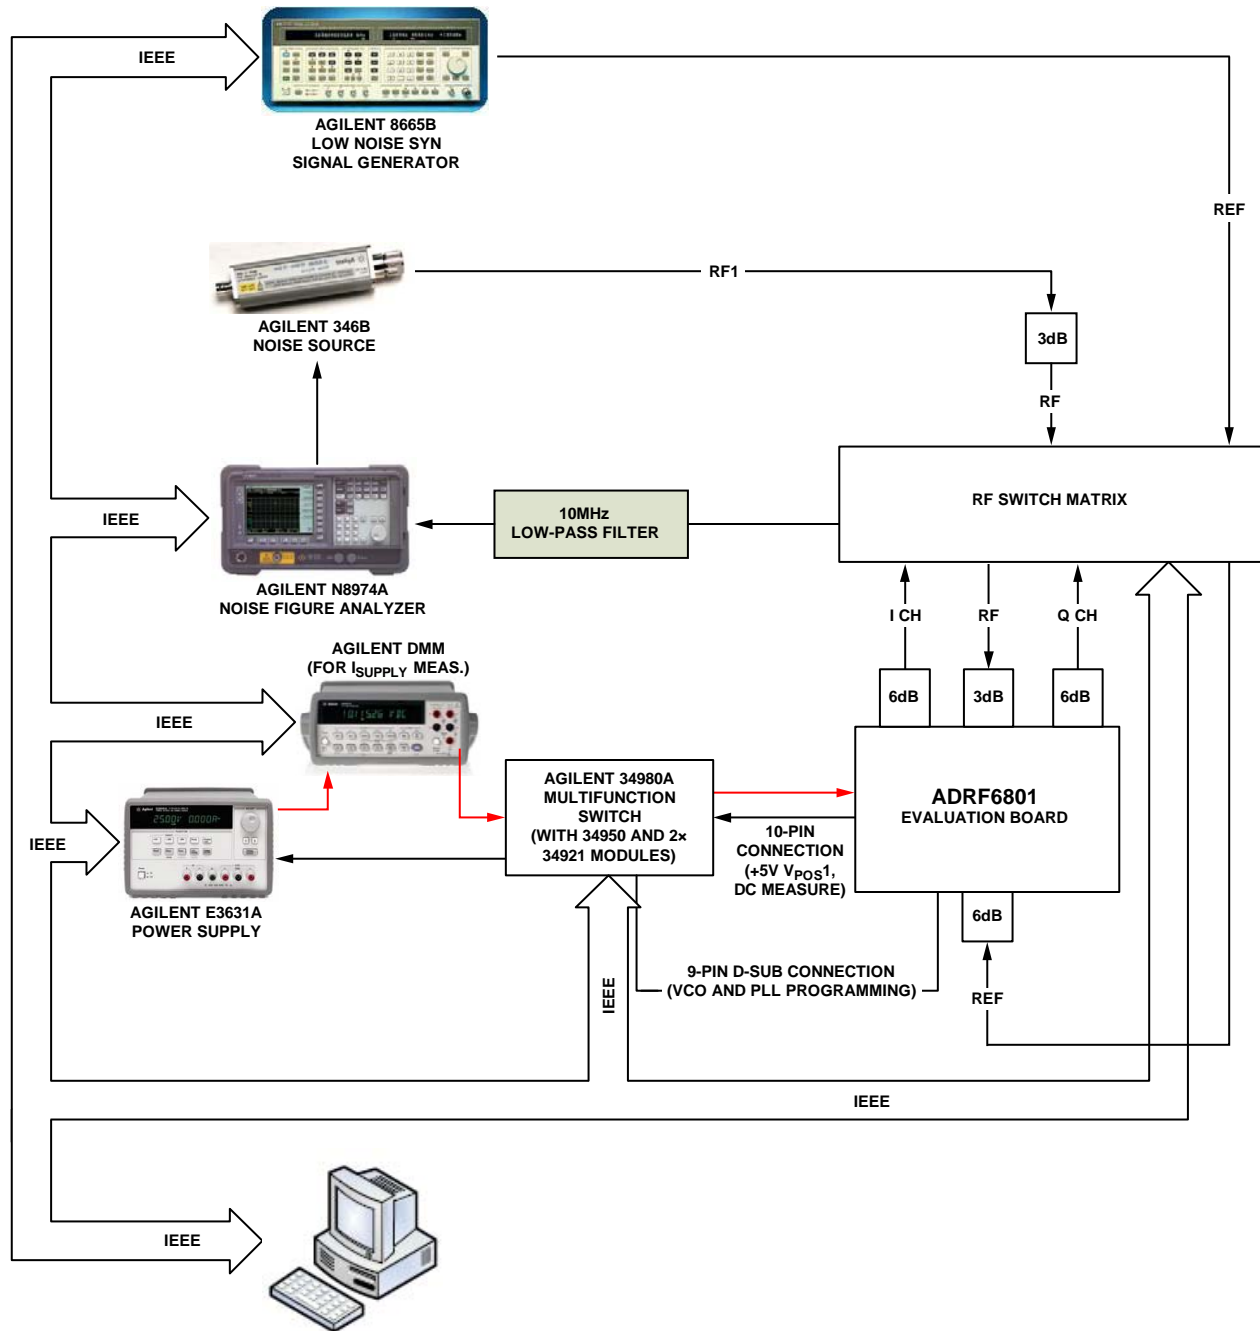 IEEE
AGILENT 8665B
LOW NOISE SYN
SIGNAL GENERATOR
REF
RF1
AGILENT 346B
NOISE SOURCE
3dB
RF
IEEE
10MHz
LOW-PASS FILTER
RF SWITCH MATRIX
AGILENT N8974A
NOISE FIGURE ANALYZER
I CH
RF
Q CH
AGILENT DMM
(FOR ISUPPLY MEAS.)
6dB
3dB
6dB
IEEE
AGILENT 34980A
MULTIFUNCTION
SWITCH
(WITH 34950 AND 2×
34921 MODULES)
ADRF6801
EVALUATION BOARD
10-PIN
CONNECTION
(+5V VPOS1,
DC MEASURE)
IEEE
AGILENT E3631A
POWER SUPPLY
6dB
9-PIN D-SUB CONNECTION
(VCO AND PLL PROGRAMMING)
IEEE
REF
IEEE
IEEE